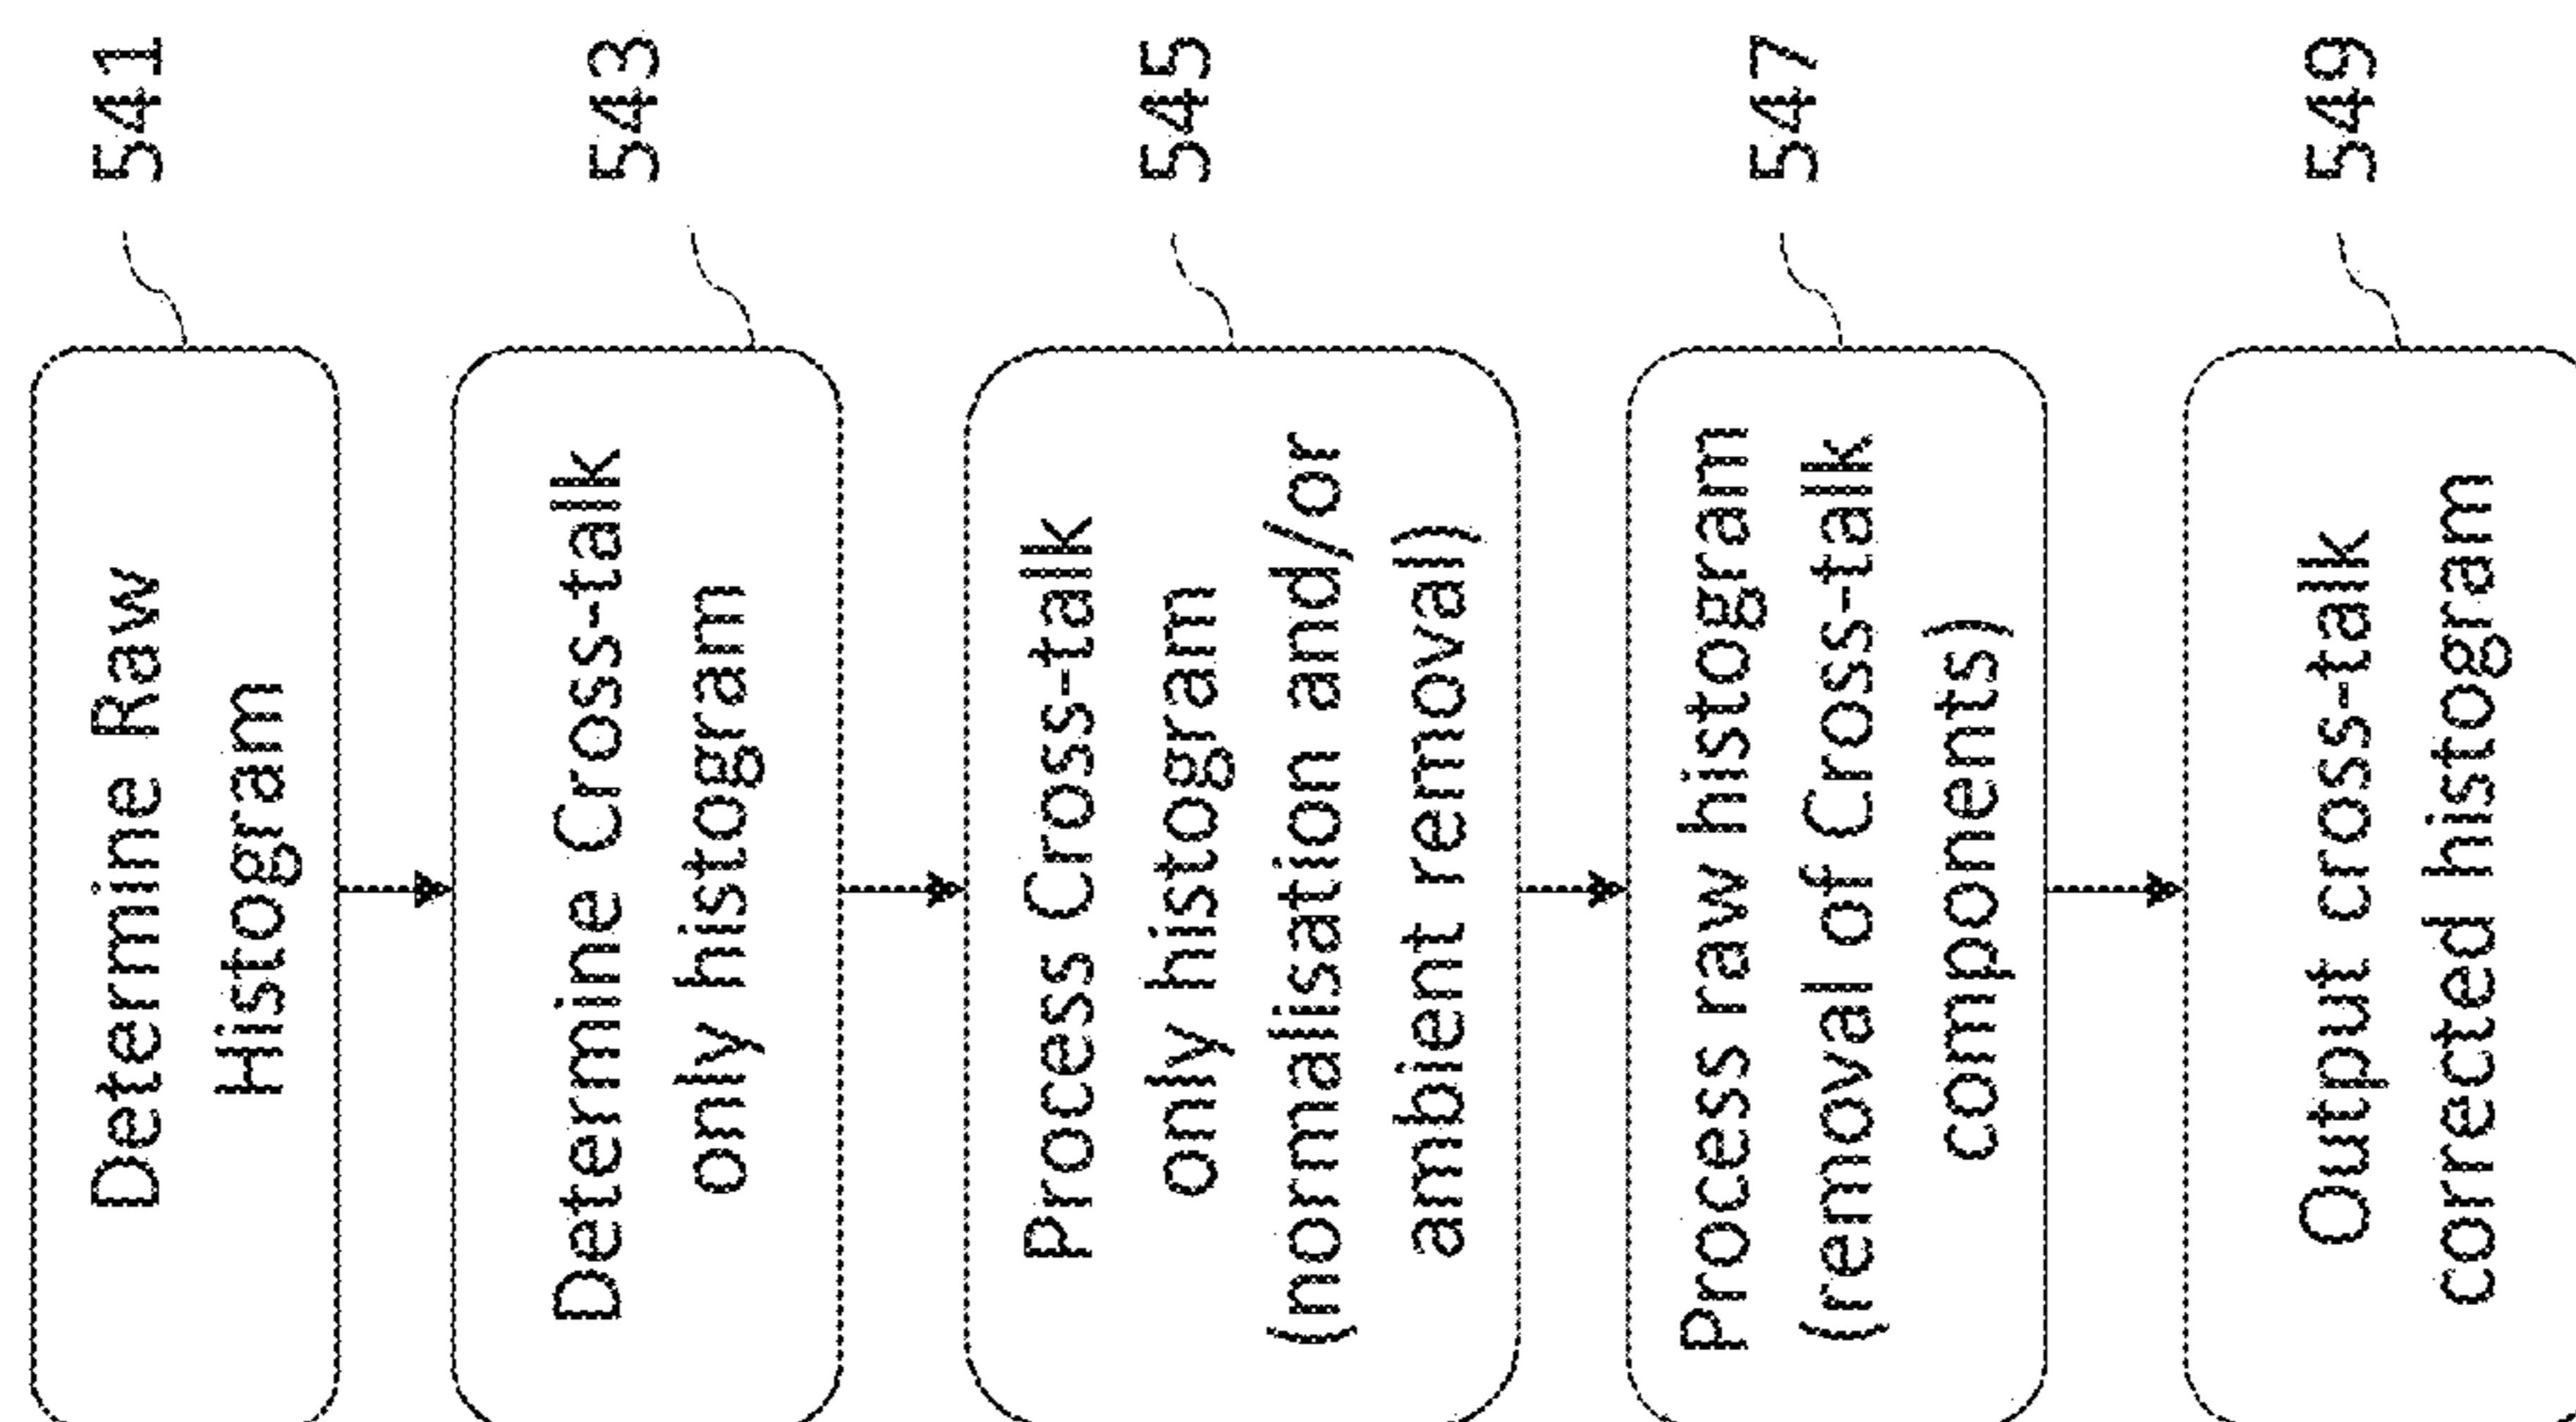 Determine Raw
Histogram
541
Determine Cross-talk
only histogram
543
Process Cross-talk
only histogram
(normalisation and/or
ambient removal)
545
Process raw histogram
(removal of Cross-talk
components)
547
Output cross-talk
corrected histogram
549